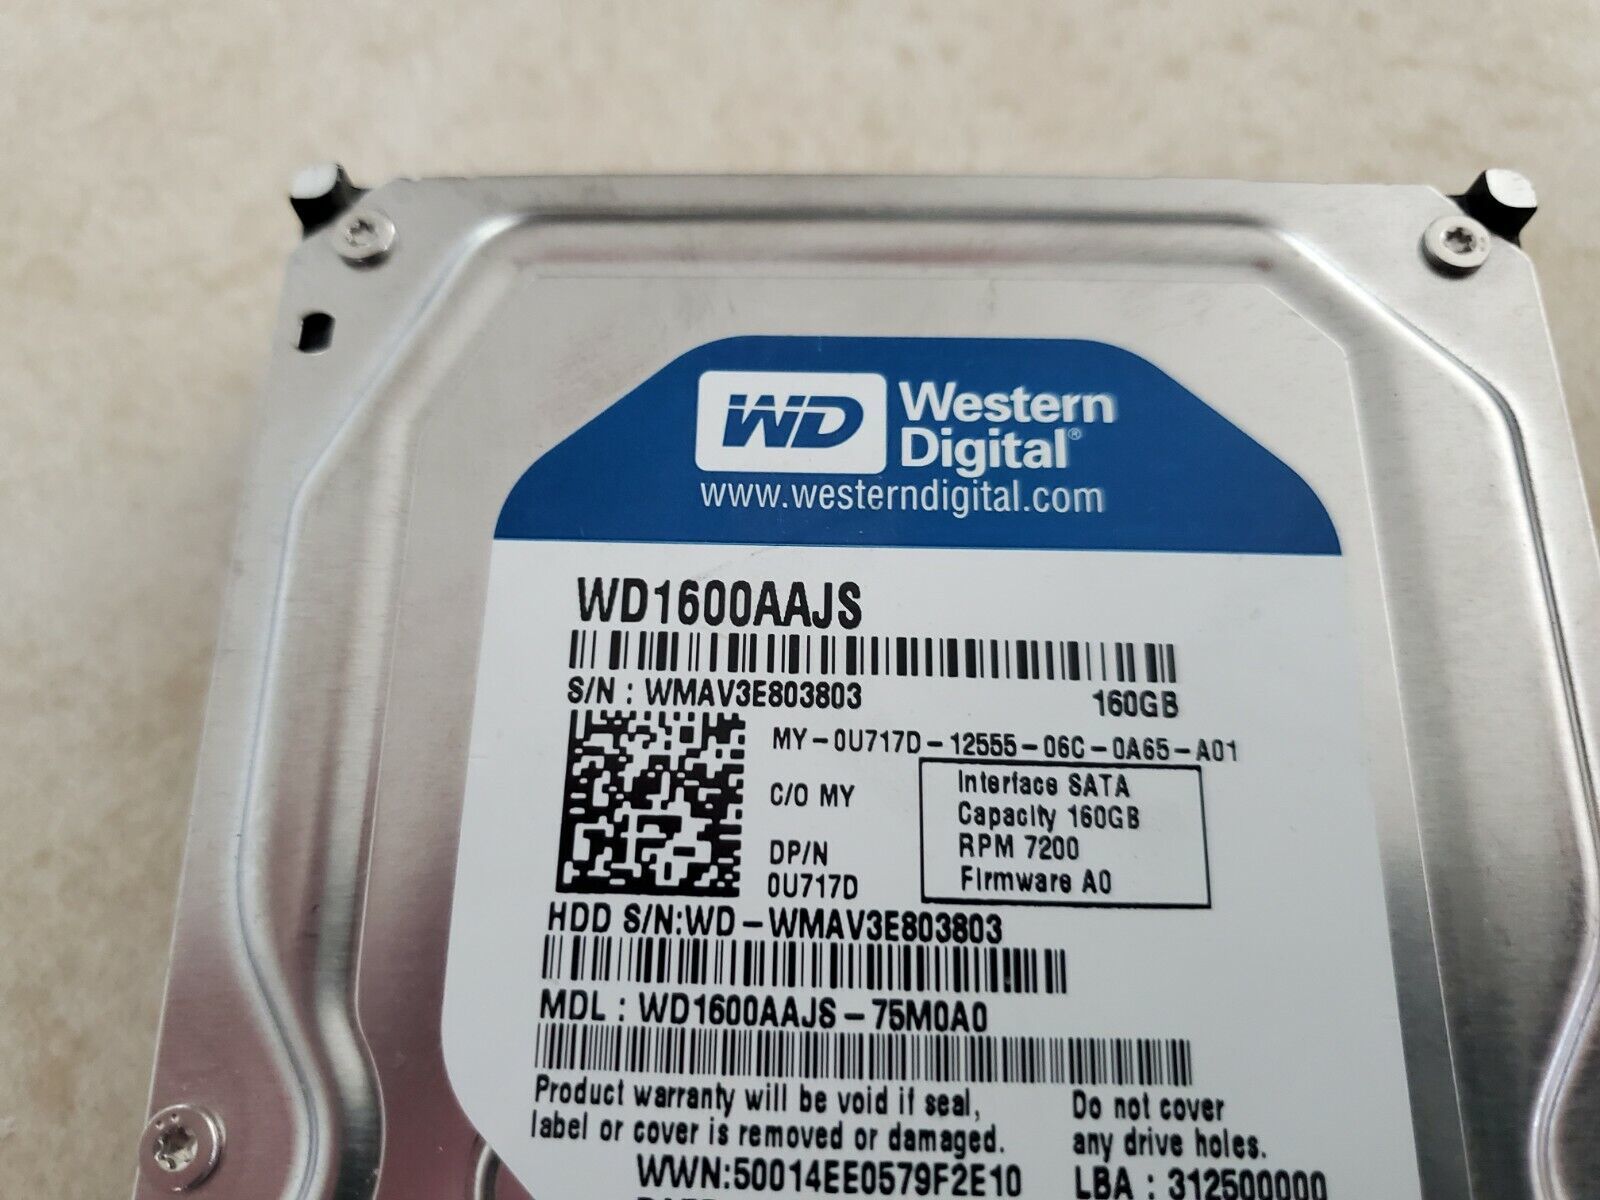 WD Western
Digital®
www.westerndigital.com
WD1600AAJS
S/N : WMAV3E803803 160GB
MY-0U717D-12555-06C-0A65-A01
C/O MY
DP/N
0U717D
Interface SATA
Capacity 160GB
RPM 7200
Firmware A0
HDD S/N:WD-WMAV3E803803
MDL : WD1600AAJS-75M0A0
Product warranty will be void if seal,
label or cover is removed or damaged.
Do not cover
any drive holes.
WWN:50014EE0579F2E10 LBA : 312500000